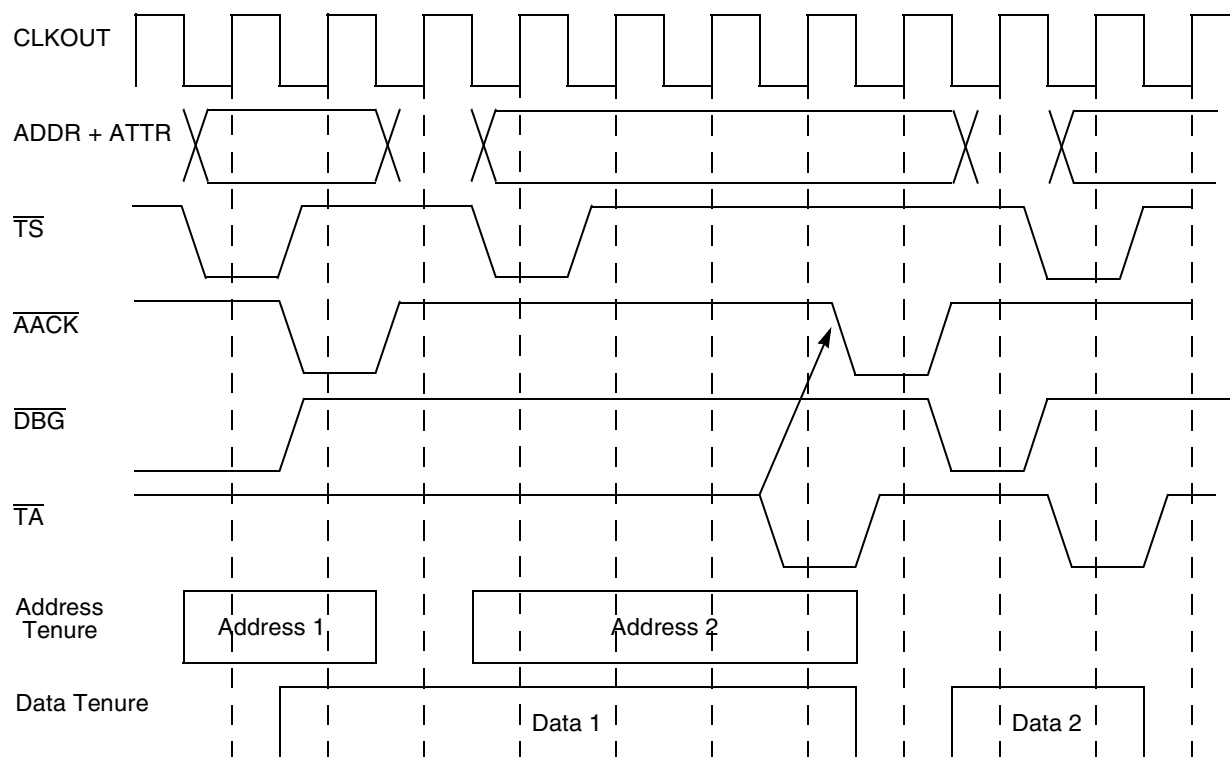 CLKOUT
ADDR + ATTR
TS
AACK
DBG
TA
Address
Tenure
Address 1
Address 2
Data Tenure
Data 1
Data 2